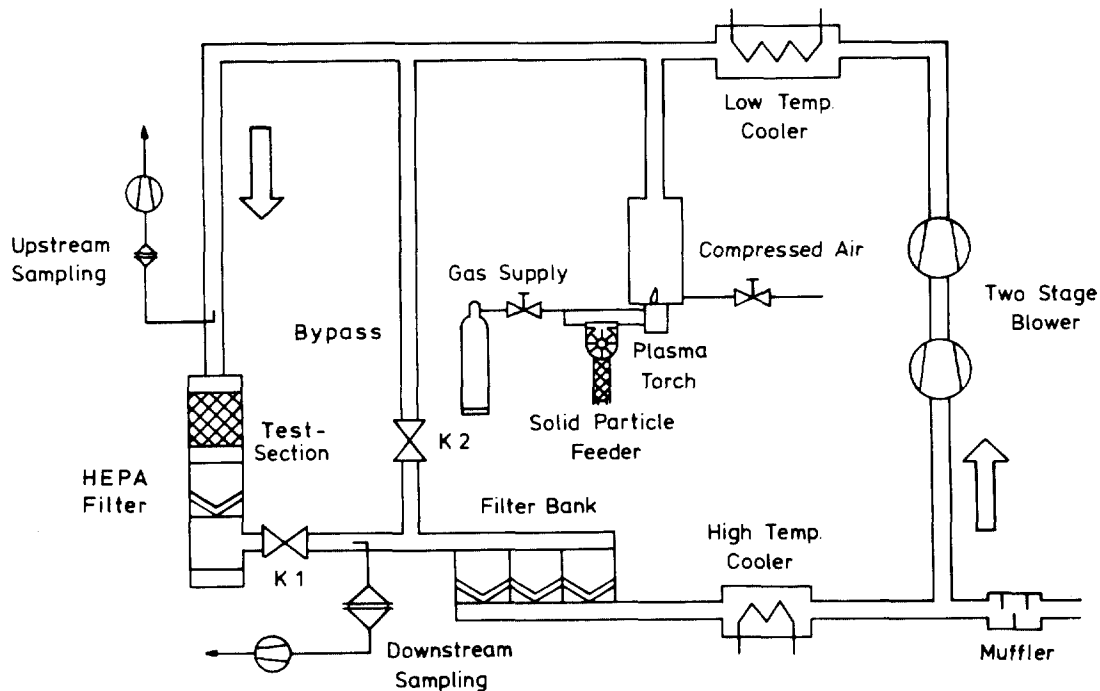 Low Temp.
Cooler
Upstream
Sampling
Gas Supply
Compressed Air
Two Stage
Blower
Bypass
Plasma
Torch
Solid Particle
Feeder
Test-
Section
K 2
HEPA
Filter
Filter Bank
High Temp.
Cooler
K 1
Downstream
Sampling
Muffler